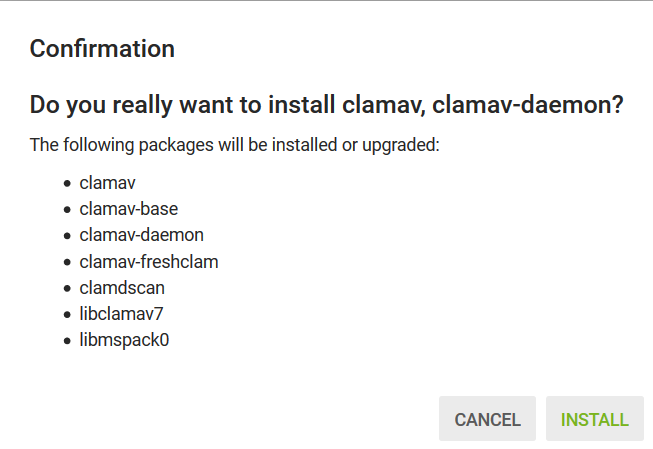 Confirmation
Do you really want to install clamav, clamav-daemon?
The following packages will be installed or upgraded:
• clamav
• clamav-base
• clamav-daemon
• clamav-freshclam
• clamdscan
• libclamav7
• libmspack0
CANCEL INSTALL